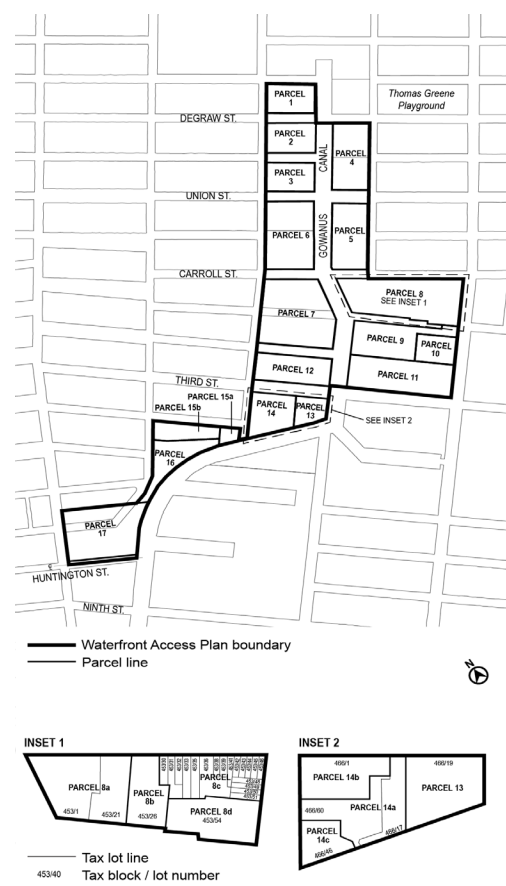 PARCEL
1
Thomas Greene
Playground
DEGRAW ST.
PARCEL
2
CANAL
PARCEL
4
PARCEL
3
UNION ST.
GOWANUS
PARCEL 6
PARCEL
5
CARROLL ST.
PARCEL 8
SEE INSET 1
PARCEL 7
PARCEL 9
PARCEL
10
PARCEL 12
PARCEL 11
THIRD ST.
PARCEL 15a
PARCEL 15b
PARCEL
14
PARCEL
13
SEE INSET 2
PARCEL
16
PARCEL
17
HUNTINGTON ST.
NINTH ST.
Waterfront Access Plan boundary
Parcel line
N
INSET 1
PARCEL 8a
453/1
453/21
PARCEL
8b
453/26
PARCEL
8c
PARCEL 8d
453/54
INSET 2
466/1
466/19
PARCEL 14b
PARCEL 13
466/60
PARCEL 14a
PARCEL
14c
466/46
466/17
Tax lot line
453/40
Tax block / lot number